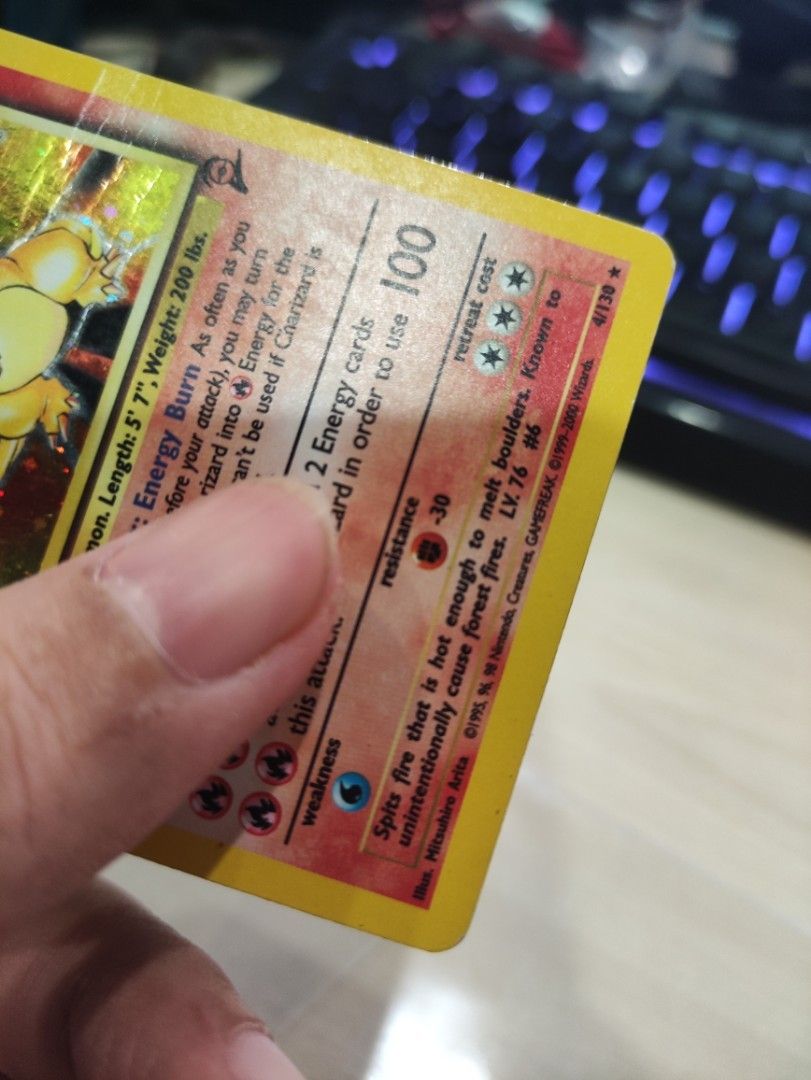 mon. Length: 5' 7", Weight: 200 lbs.
Energy Burn As often as you
before your attack), you may turn
rizard into Energy for the
can't be used if Charizard is
2 Energy cards
ard in order to use 100
this attack.
weakness
resistance
-30
retreat cost
Spits fire that is hot enough to melt boulders. Known to
unintentionally cause forest fires. LV. 76 #6
Illus. Mitsuhiro Arita
©1995, 96, 98 Nintendo, Creatures, GAMEFREAK. ©1999-2000 Wizards.
4/130 ★